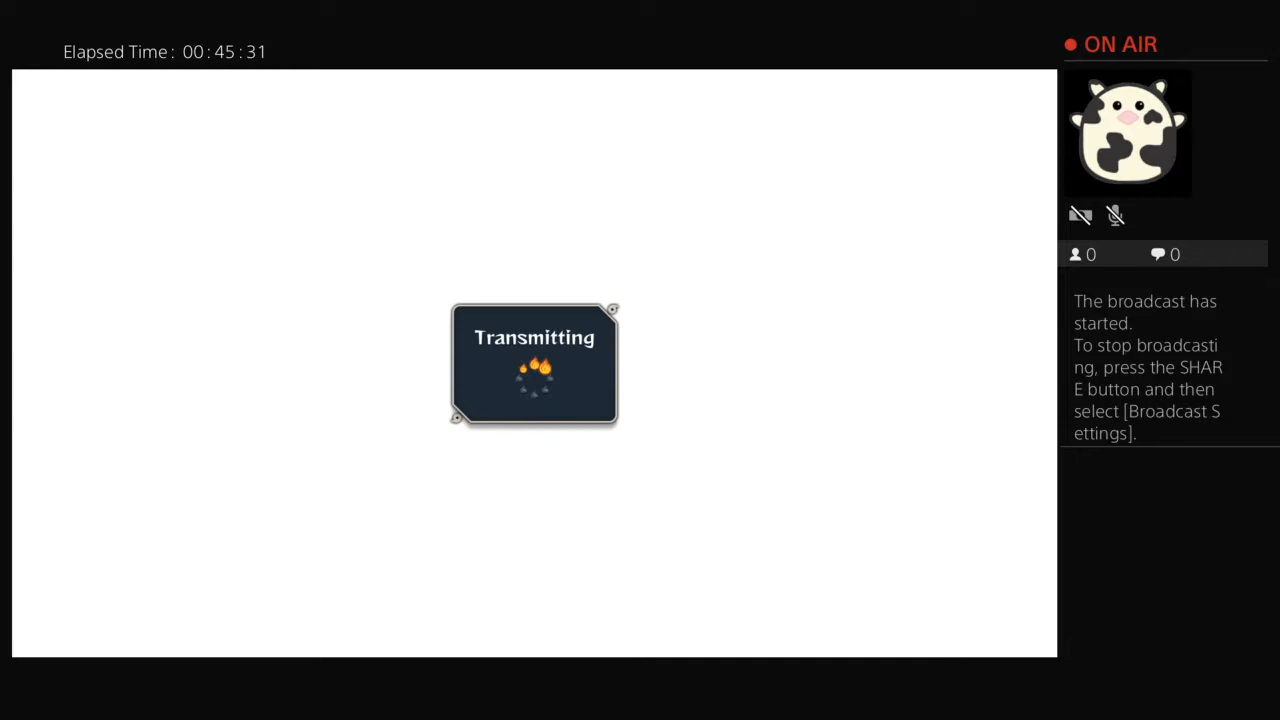 Elapsed Time: 00:45:31
ON AIR
0 0
Transmitting
The broadcast has
started.
To stop broadcasti
ng, press the SHAR
E button and then
select [Broadcast S
ettings].